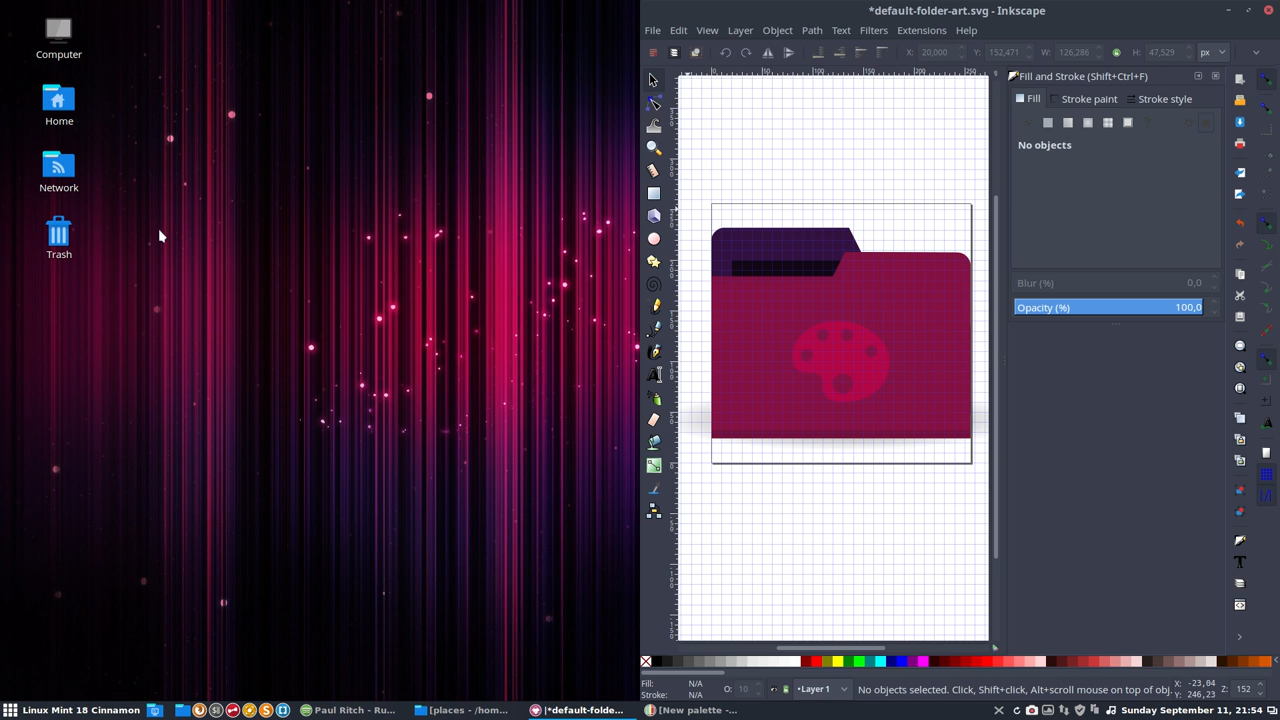 Computer
Home
Network
Trash
*default-folder-art.svg - Inkscape
File Edit View Layer Object Path Text Filters Extensions Help
X: 20,000 Y: 152,471 W: 126,286 H: 47,529 px
Fill and Stroke (Shift+Ctrl+F)
Fill Stroke paint Stroke style
No objects
Blur (%) 0,0
Opacity (%) 100,0
Fill: N/A
Stroke: N/A
O: 10
•Layer 1
No objects selected. Click, Shift+click, Alt+scroll mouse on top of obj.
X: -23,04
Y: 246,23
Z: 152
Linux Mint 18 Cinnamon
Paul Ritch - Ru...
[places - /hom...
*default-folde...
[New palette -...
Sunday September 11, 21:54